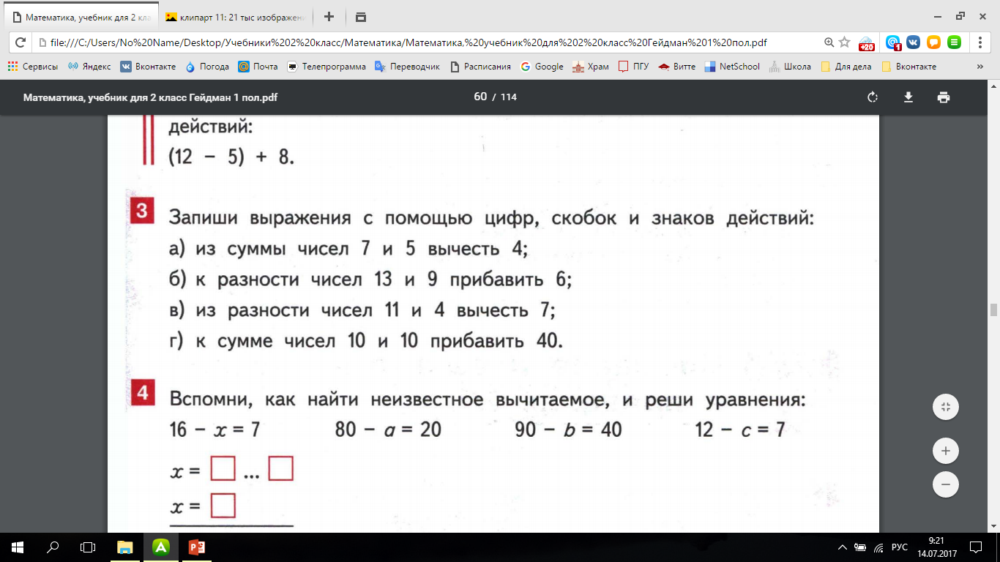 Математика, учебник для 2 кла
клипарт 11: 21 тыс изображени
file:///C:/Users/No%20Name/Desktop/Учебники%202%20класс/Математика/Математика,%20учебник%20для%202%20класс%20Гейдман%201%20пол.pdf
+20
1
Сервисы Яндекс Вконтакте Погода Почта Телепрограмма Переводчик Расписания Google Храм ПГУ Витте NetSchool Школа Для дела Вконтакте »
Математика, учебник для 2 класс Гейдман 1 пол.pdf 60 / 114
действий:
(12 − 5) + 8.
3 Запиши выражения с помощью цифр, скобок и знаков действий:
а) из суммы чисел 7 и 5 вычесть 4;
б) к разности чисел 13 и 9 прибавить 6;
в) из разности чисел 11 и 4 вычесть 7;
г) к сумме чисел 10 и 10 прибавить 40.
4 Вспомни, как найти неизвестное вычитаемое, и реши уравнения:
16 − x = 7 80 − a = 20 90 − b = 40 12 − c = 7
x = □ ... □
x = □
РУС
9:21
14.07.2017